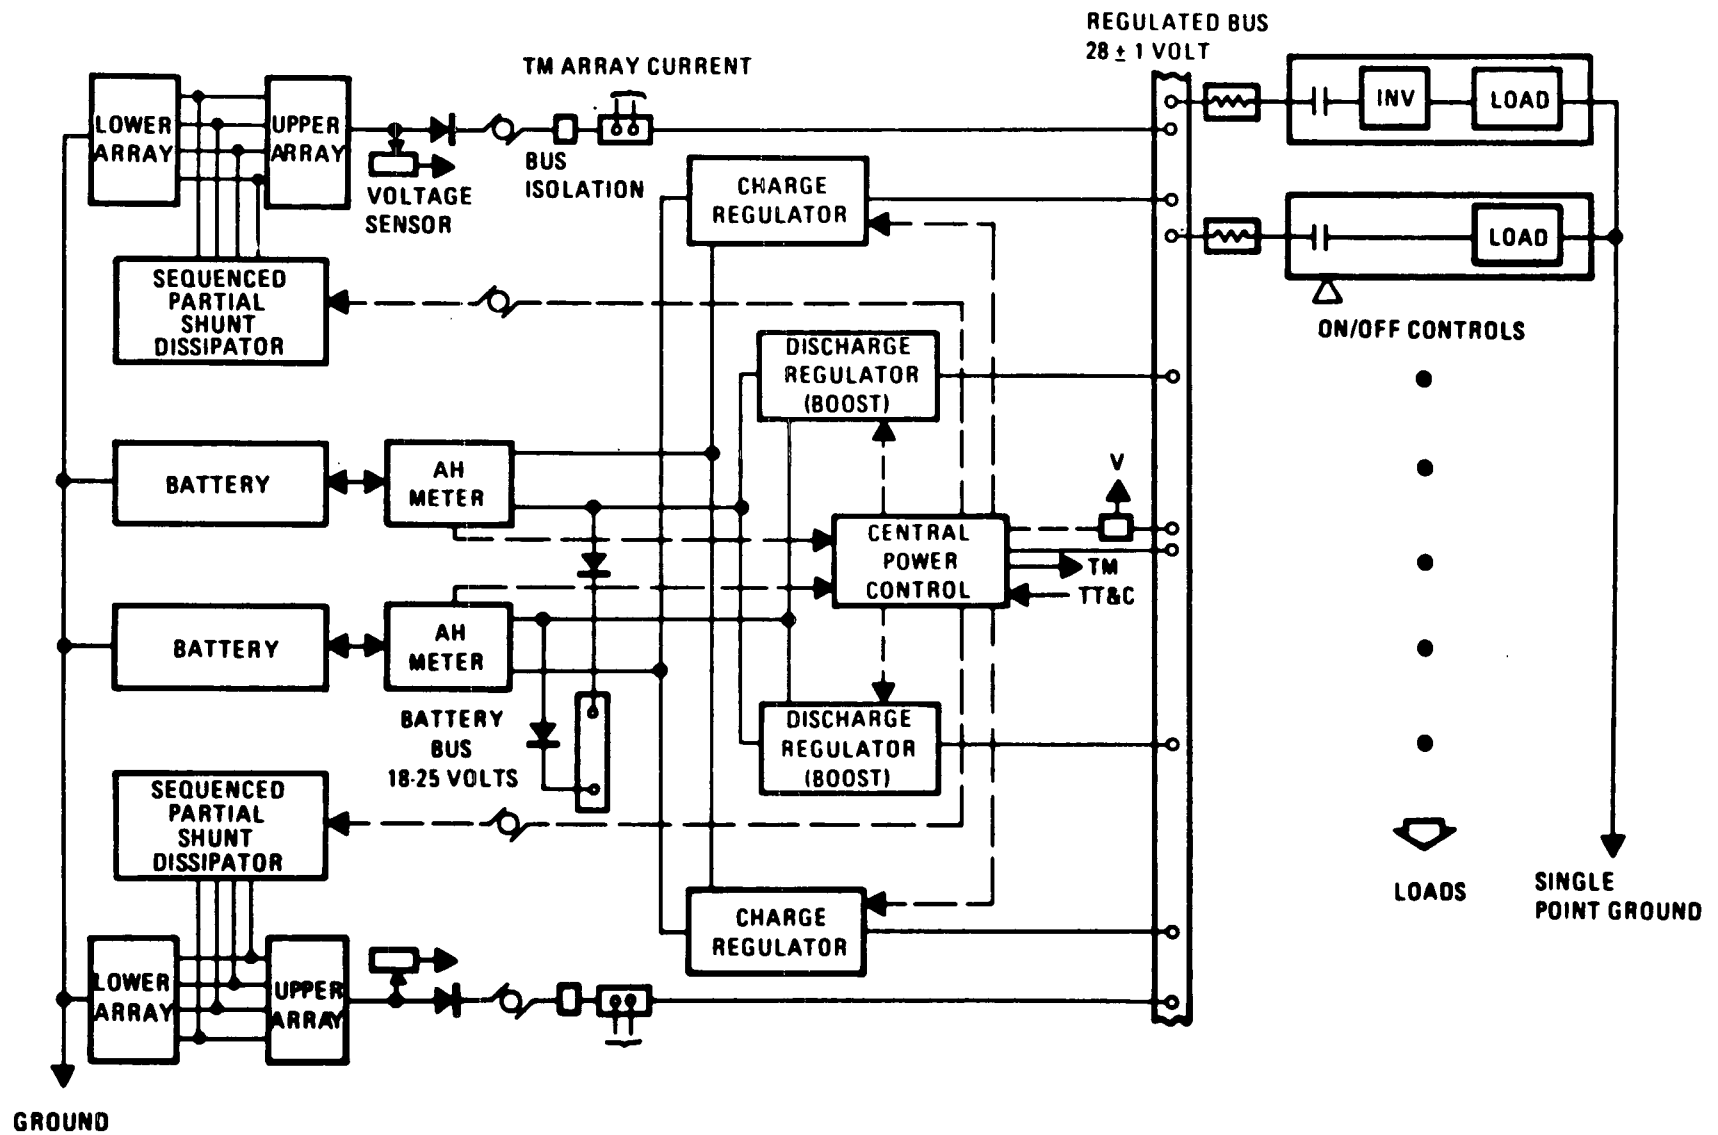 REGULATED BUS
28 ± 1 VOLT
TM ARRAY CURRENT
LOWER
ARRAY
UPPER
ARRAY
VOLTAGE
SENSOR
BUS
ISOLATION
CHARGE
REGULATOR
INV
LOAD
LOAD
ON/OFF CONTROLS
SEQUENCED
PARTIAL
SHUNT
DISSIPATOR
DISCHARGE
REGULATOR
(BOOST)
BATTERY
AH
METER
V
CENTRAL
POWER
CONTROL
TM
TT&C
BATTERY
AH
METER
BATTERY
BUS
18-25 VOLTS
DISCHARGE
REGULATOR
(BOOST)
SEQUENCED
PARTIAL
SHUNT
DISSIPATOR
CHARGE
REGULATOR
LOADS
SINGLE
POINT GROUND
LOWER
ARRAY
UPPER
ARRAY
GROUND